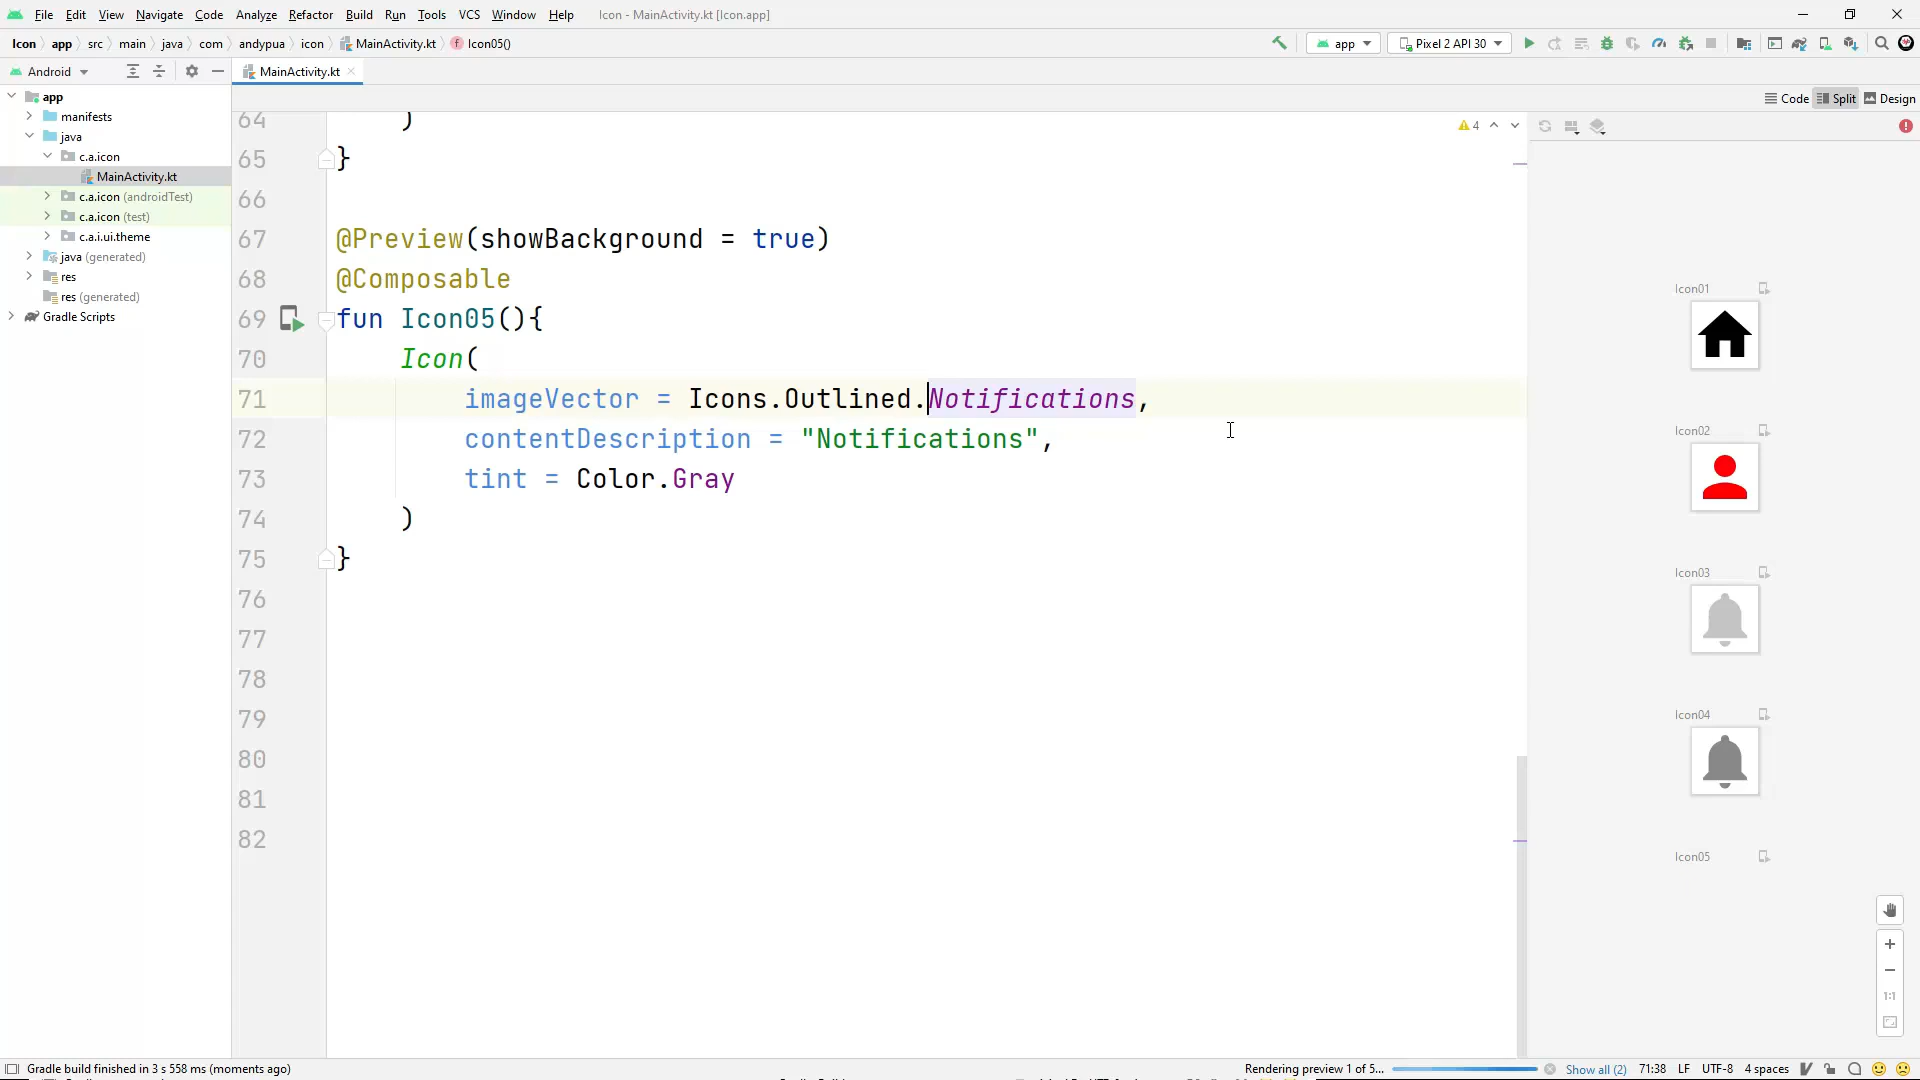 File Edit View Navigate Code Analyze Refactor Build Run Tools VCS Window Help Icon - MainActivity.kt [Icon.app]
Icon app src main java com andypua icon MainActivity.kt Icon05() app Pixel 2 API 30
Android MainActivity.kt
Code Split Design
app
manifests
java
c.a.icon
MainActivity.kt
c.a.icon (androidTest)
c.a.icon (test)
c.a.i.ui.theme
java (generated)
res
res (generated)
Gradle Scripts
4
64 )
65 }
66
67 @Preview(showBackground = true)
68 @Composable
69 fun Icon05(){
70 Icon(
71 imageVector = Icons.Outlined.Notifications,
72 contentDescription = "Notifications",
73 tint = Color.Gray
74 )
75 }
76
77
78
79
80
81
82
Icon01
Icon02
Icon03
Icon04
Icon05
1:1
Gradle build finished in 3 s 558 ms (moments ago) Rendering preview 1 of 5... Show all (2) 71:38 LF UTF-8 4 spaces